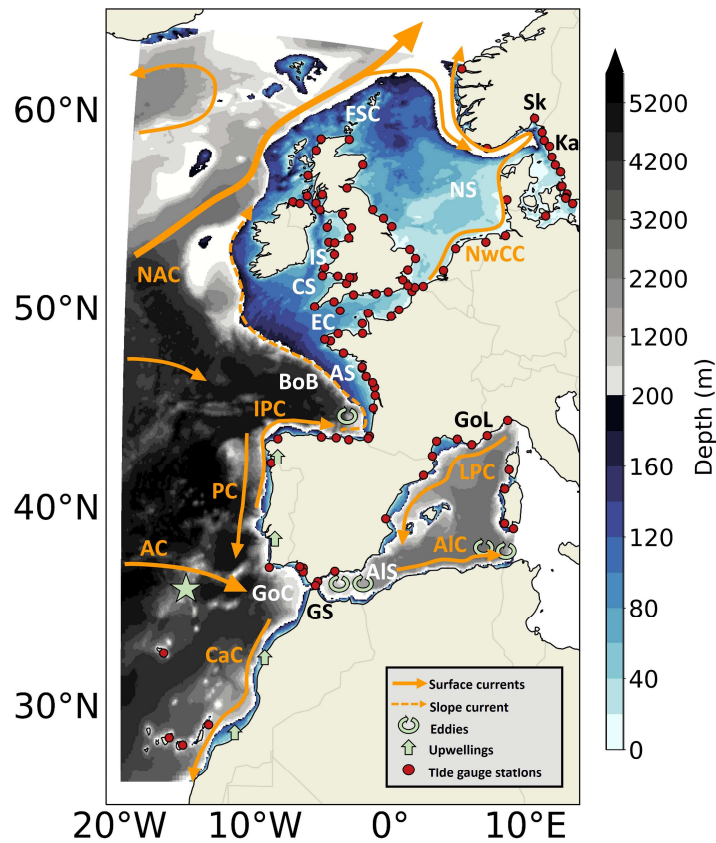 60°N
50°N
40°N
30°N
20°W
10°W
0°
10°E
FSC
Sk
Ka
NS
NAC
IS
NwCC
CS
EC
AS
BoB
IPC
GoL
LPC
PC
AC
AlC
AlS
GoC
GS
CaC
Surface currents
Slope current
Eddies
Upwellings
Tide gauge stations
5200
4200
3200
2200
1200
200
160
120
80
40
0
Depth (m)